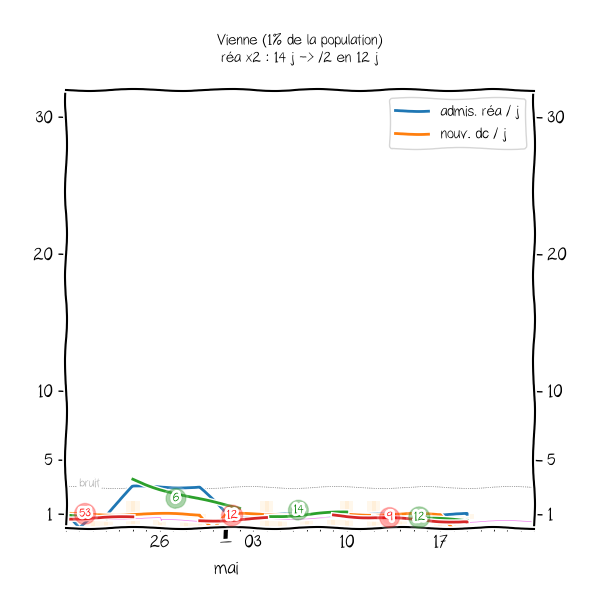 Vienne (1% de la population)
réa x2 : 14 j -> /2 en 12 j
admis. réa / j
nouv. dc / j
30 30
20 20
10 10
5 5
bruit
6
53 12 14 9 12
1 1
26 1 03 10 17
mai